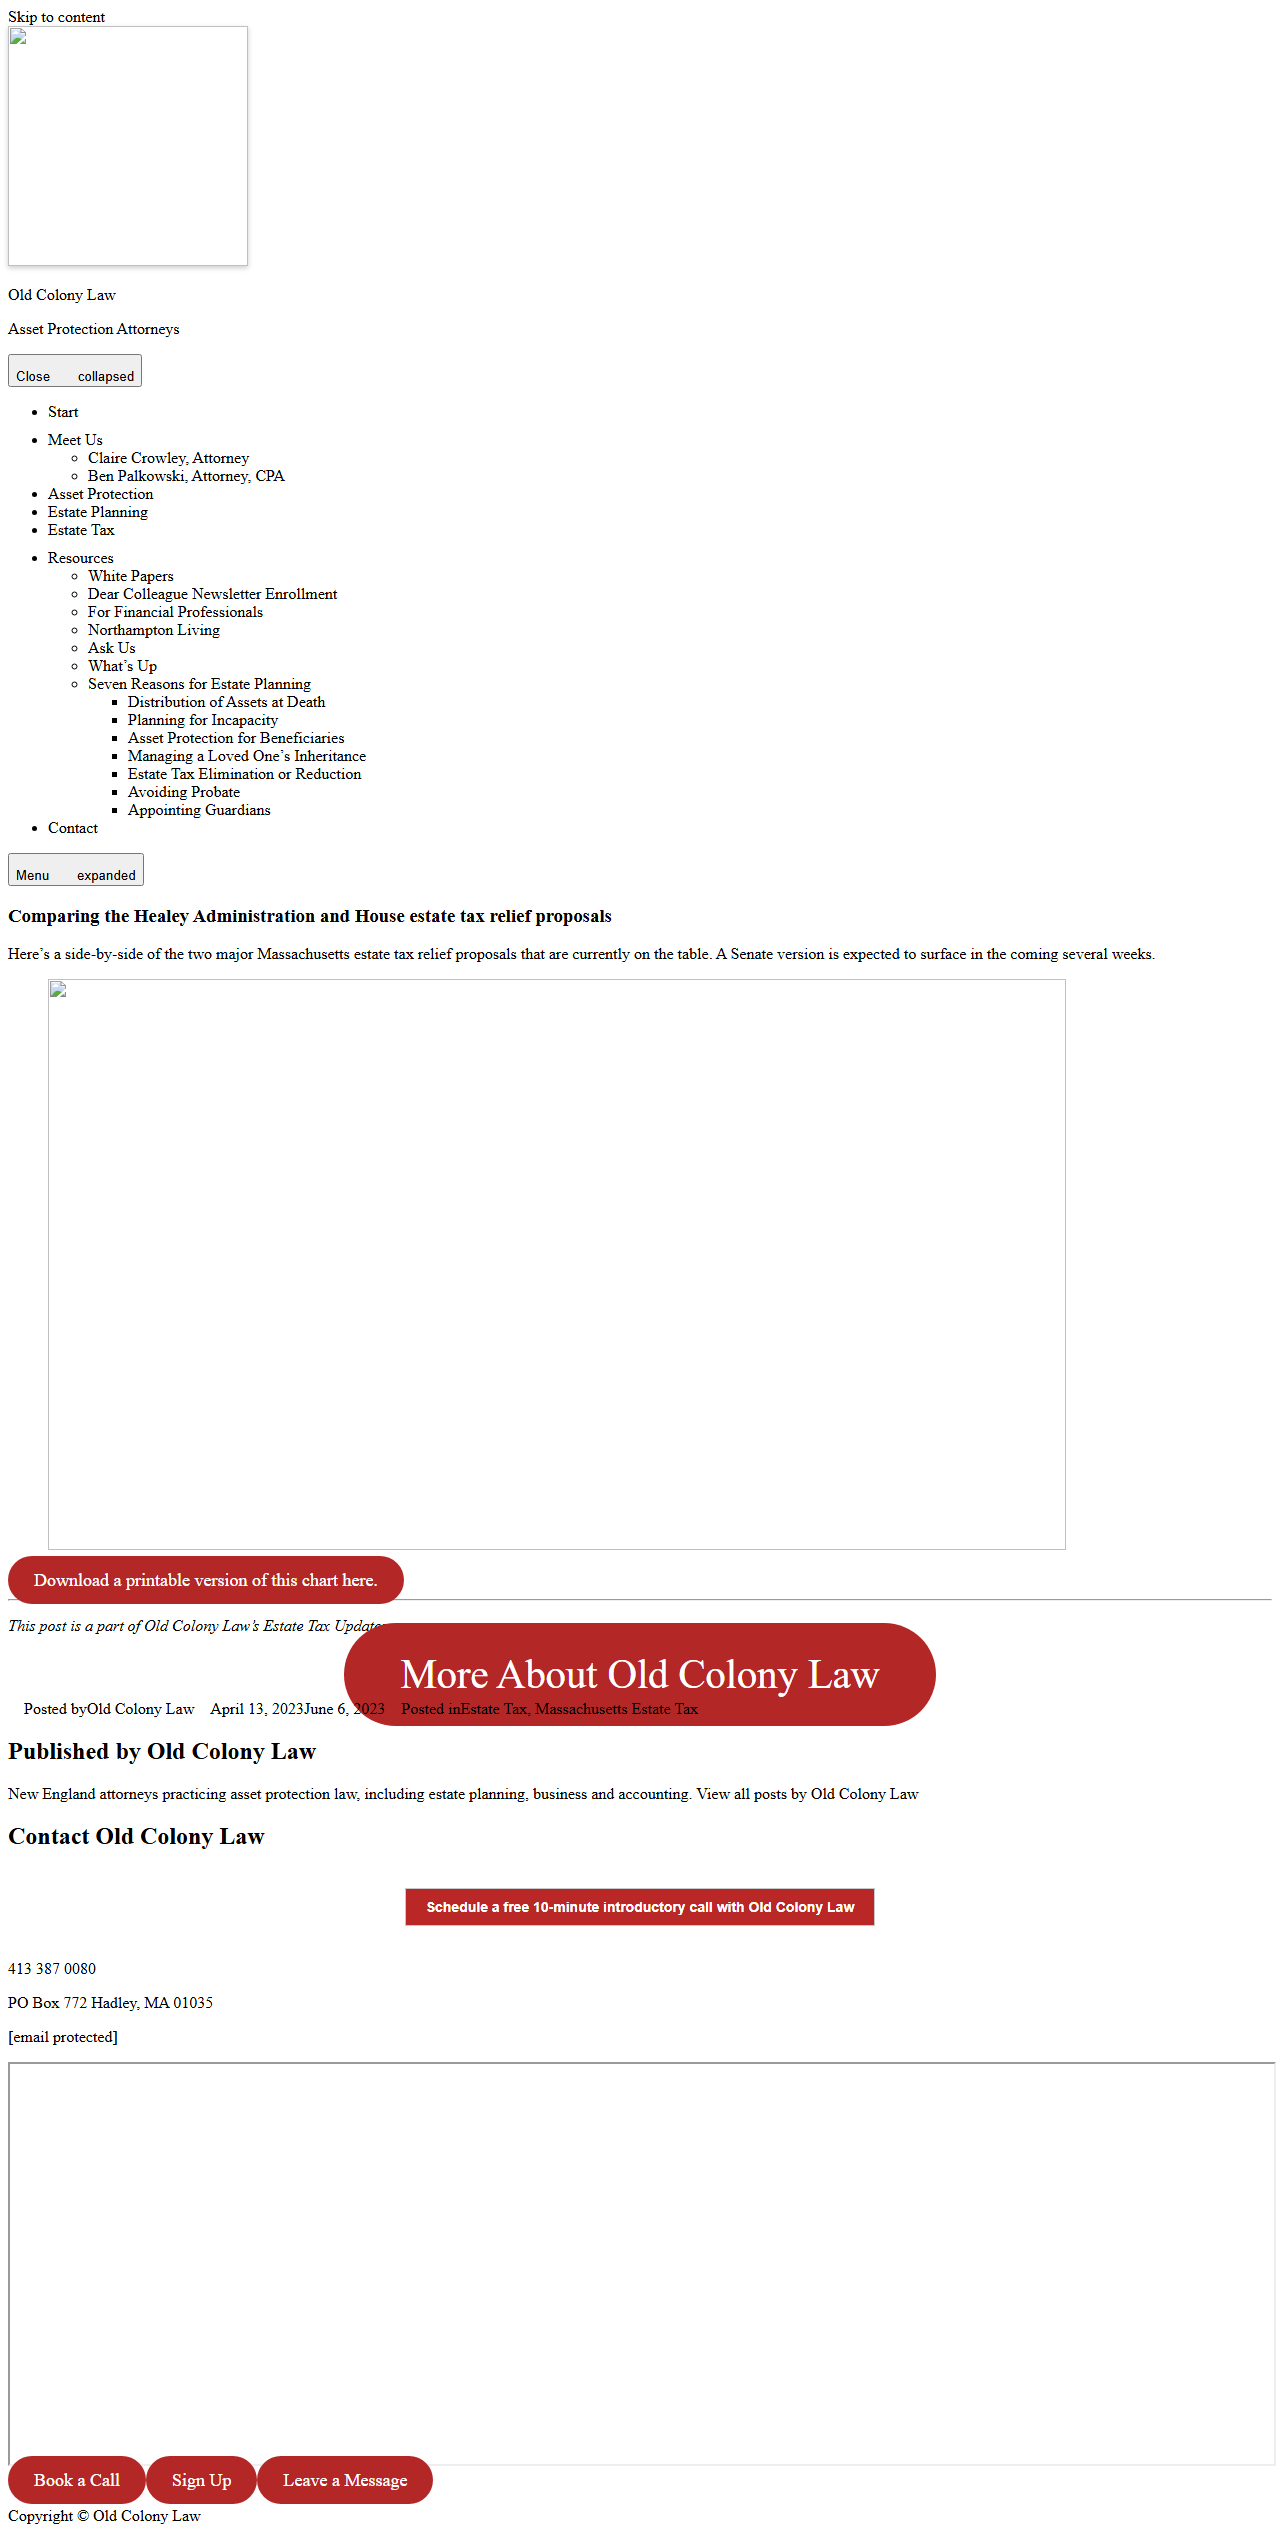 Skip to content
Old Colony Law
Asset Protection Attorneys
Close collapsed
Start
Meet Us
Claire Crowley, Attorney
Ben Palkowski, Attorney, CPA
Asset Protection
Estate Planning
Estate Tax
Resources
White Papers
Dear Colleague Newsletter Enrollment
For Financial Professionals
Northampton Living
Ask Us
What’s Up
Seven Reasons for Estate Planning
Distribution of Assets at Death
Planning for Incapacity
Asset Protection for Beneficiaries
Managing a Loved One’s Inheritance
Estate Tax Elimination or Reduction
Avoiding Probate
Appointing Guardians
Contact
Menu expanded
Comparing the Healey Administration and House estate tax relief proposals
Here’s a side-by-side of the two major Massachusetts estate tax relief proposals that are currently on the table. A Senate version is expected to surface in the coming several weeks.
Download a printable version of this chart here.
This post is a part of Old Colony Law’s Estate Tax Updates
More About Old Colony Law
Posted byOld Colony Law April 13, 2023June 6, 2023 Posted inEstate Tax, Massachusetts Estate Tax
Published by Old Colony Law
New England attorneys practicing asset protection law, including estate planning, business and accounting. View all posts by Old Colony Law
Contact Old Colony Law
Schedule a free 10-minute introductory call with Old Colony Law
413 387 0080
PO Box 772 Hadley, MA 01035
[email protected]
Book a Call Sign Up Leave a Message
Copyright © Old Colony Law